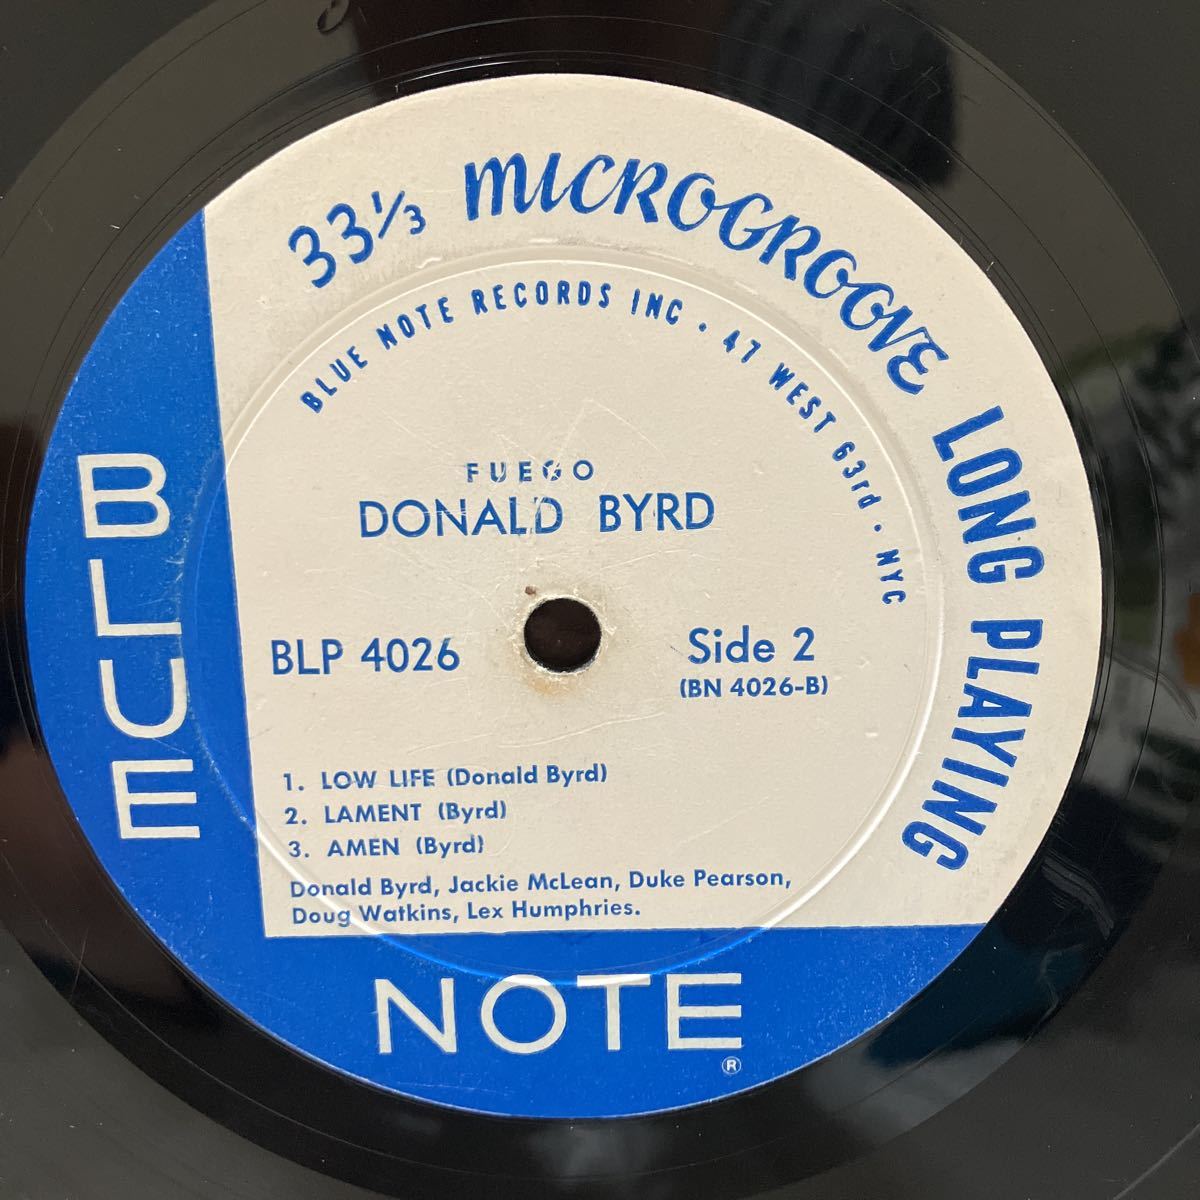 33⅓ MICROGROOVE LONG PLAYING
BLUE NOTE RECORDS INC · 47 WEST 63rd · NYC
FUEGO
DONALD BYRD
BLP 4026
Side 2
(BN 4026-B)
1. LOW LIFE (Donald Byrd)
2. LAMENT (Byrd)
3. AMEN (Byrd)
Donald Byrd, Jackie McLean, Duke Pearson,
Doug Watkins, Lex Humphries.
BLUE
NOTE
®